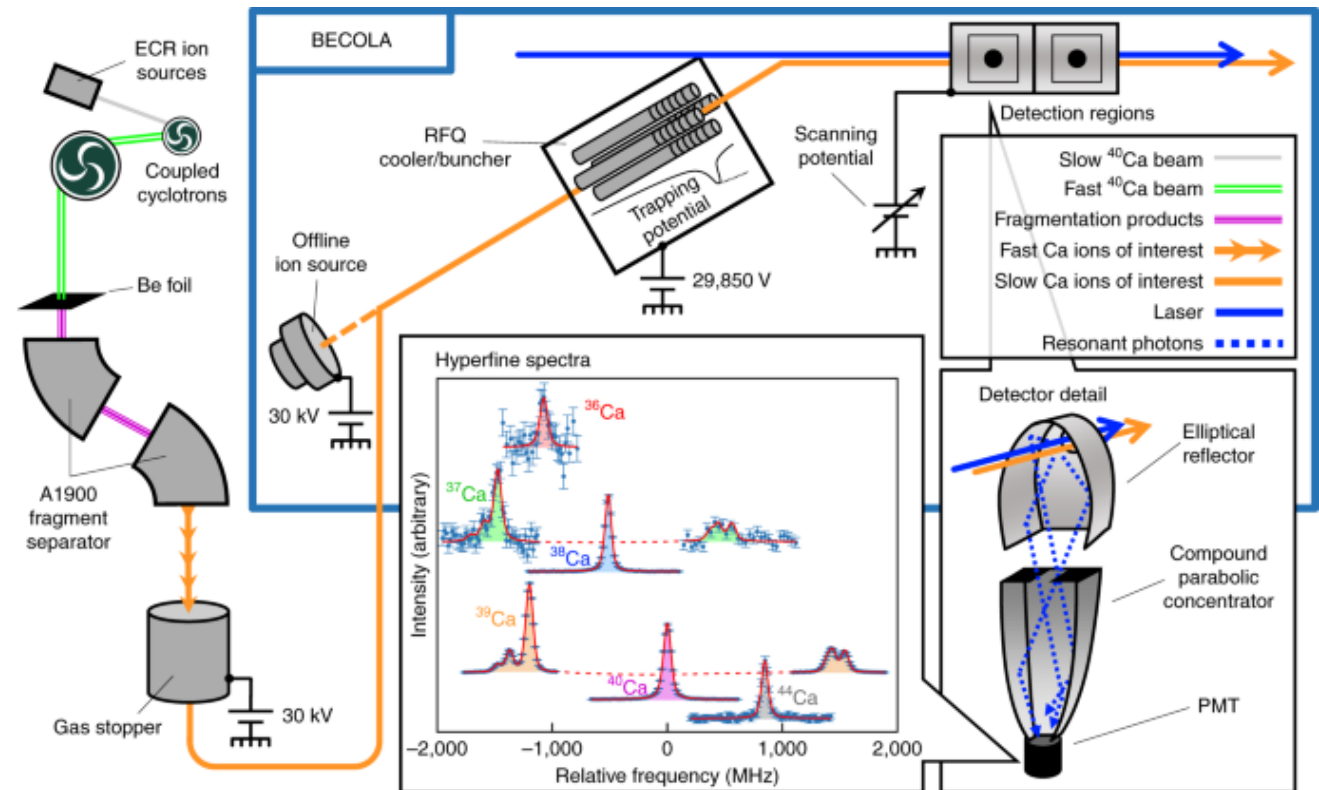 BECOLA
ECR ion
sources
Coupled
cyclotrons
Be foil
A1900
fragment
separator
Gas stopper
30 kV
Offline
ion source
30 kV
RFQ
cooler/buncher
Trapping
potential
29,850 V
Scanning
potential
Detection regions
Slow ⁴⁰Ca beam
Fast ⁴⁰Ca beam
Fragmentation products
Fast Ca ions of interest
Slow Ca ions of interest
Laser
Resonant photons
Hyperfine spectra
Intensity (arbitrary)
³⁶Ca
³⁷Ca
³⁸Ca
³⁹Ca
⁴⁰Ca
⁴⁴Ca
–2,000 –1,000 0 1,000 2,000
Relative frequency (MHz)
Detector detail
Elliptical
reflector
Compound
parabolic
concentrator
PMT